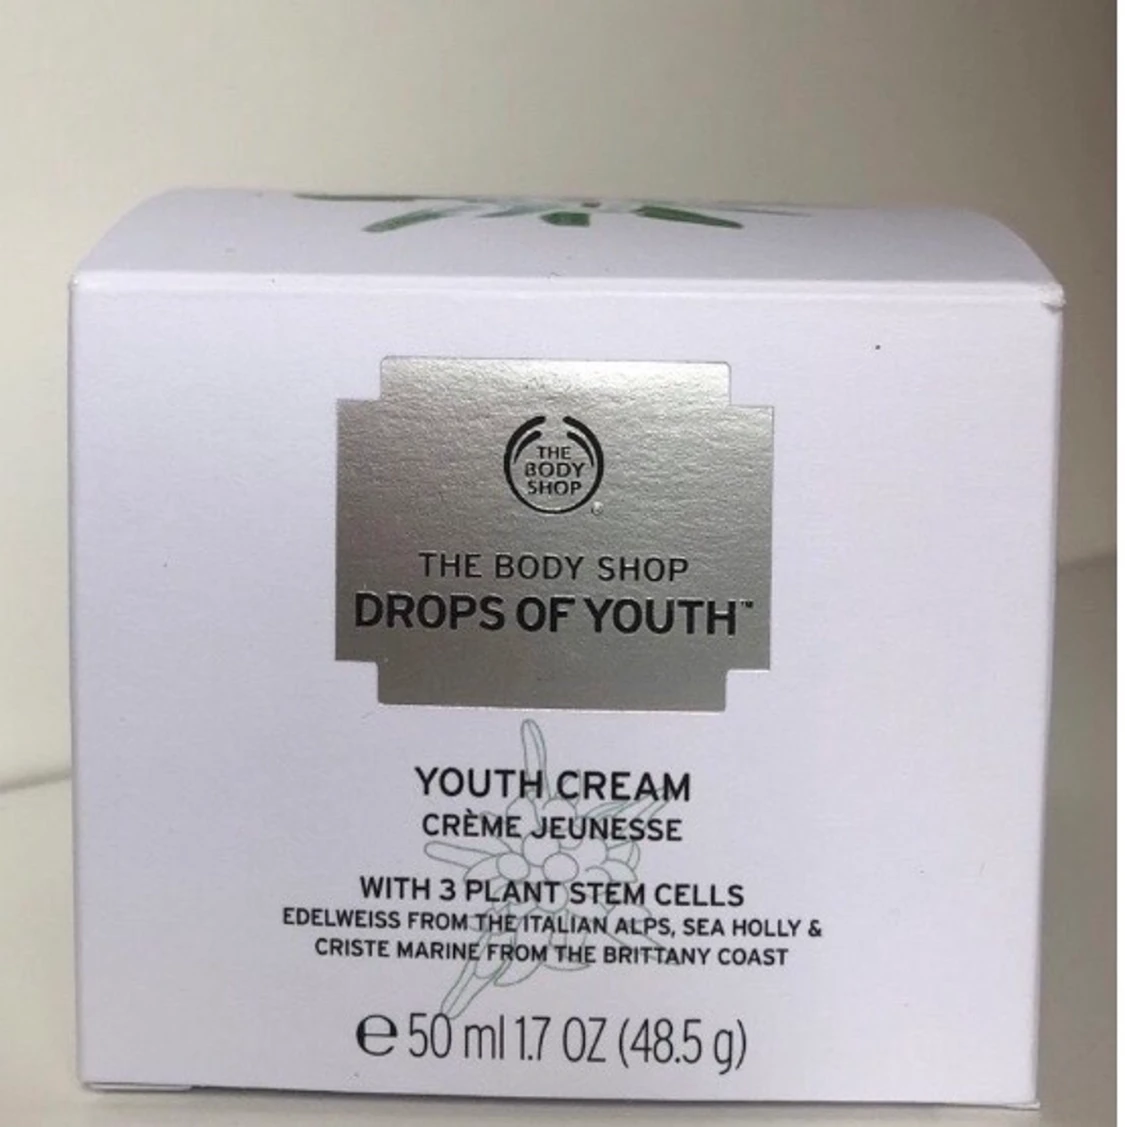 THE
BODY
SHOP
®
THE BODY SHOP
DROPS OF YOUTH™
YOUTH CREAM
CRÈME JEUNESSE
WITH 3 PLANT STEM CELLS
EDELWEISS FROM THE ITALIAN ALPS, SEA HOLLY &
CRISTE MARINE FROM THE BRITTANY COAST
℮ 50 ml 1.7 OZ (48.5 g)